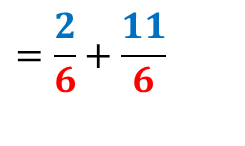 = 2/6 + 11/6